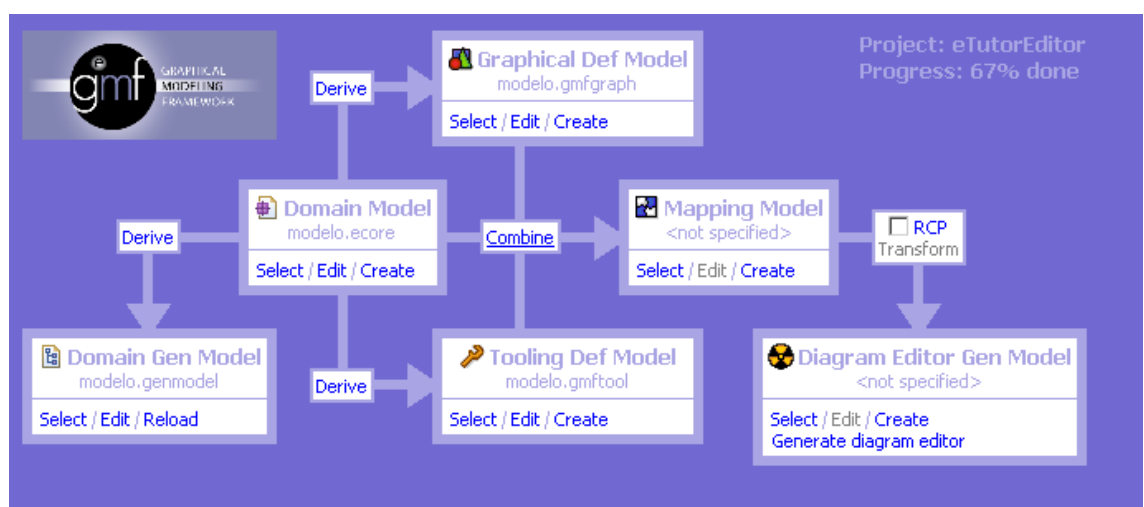 e
gmf
GRAPHICAL
MODELING
FRAMEWORK
Project: eTutorEditor
Progress: 67% done
Derive
Graphical Def Model
modelo.gmfgraph
Select / Edit / Create
Derive
Domain Model
modelo.ecore
Select / Edit / Create
Combine
Mapping Model
<not specified>
Select / Edit / Create
RCP
Transform
Domain Gen Model
modelo.genmodel
Select / Edit / Reload
Derive
Tooling Def Model
modelo.gmftool
Select / Edit / Create
Diagram Editor Gen Model
<not specified>
Select / Edit / Create
Generate diagram editor